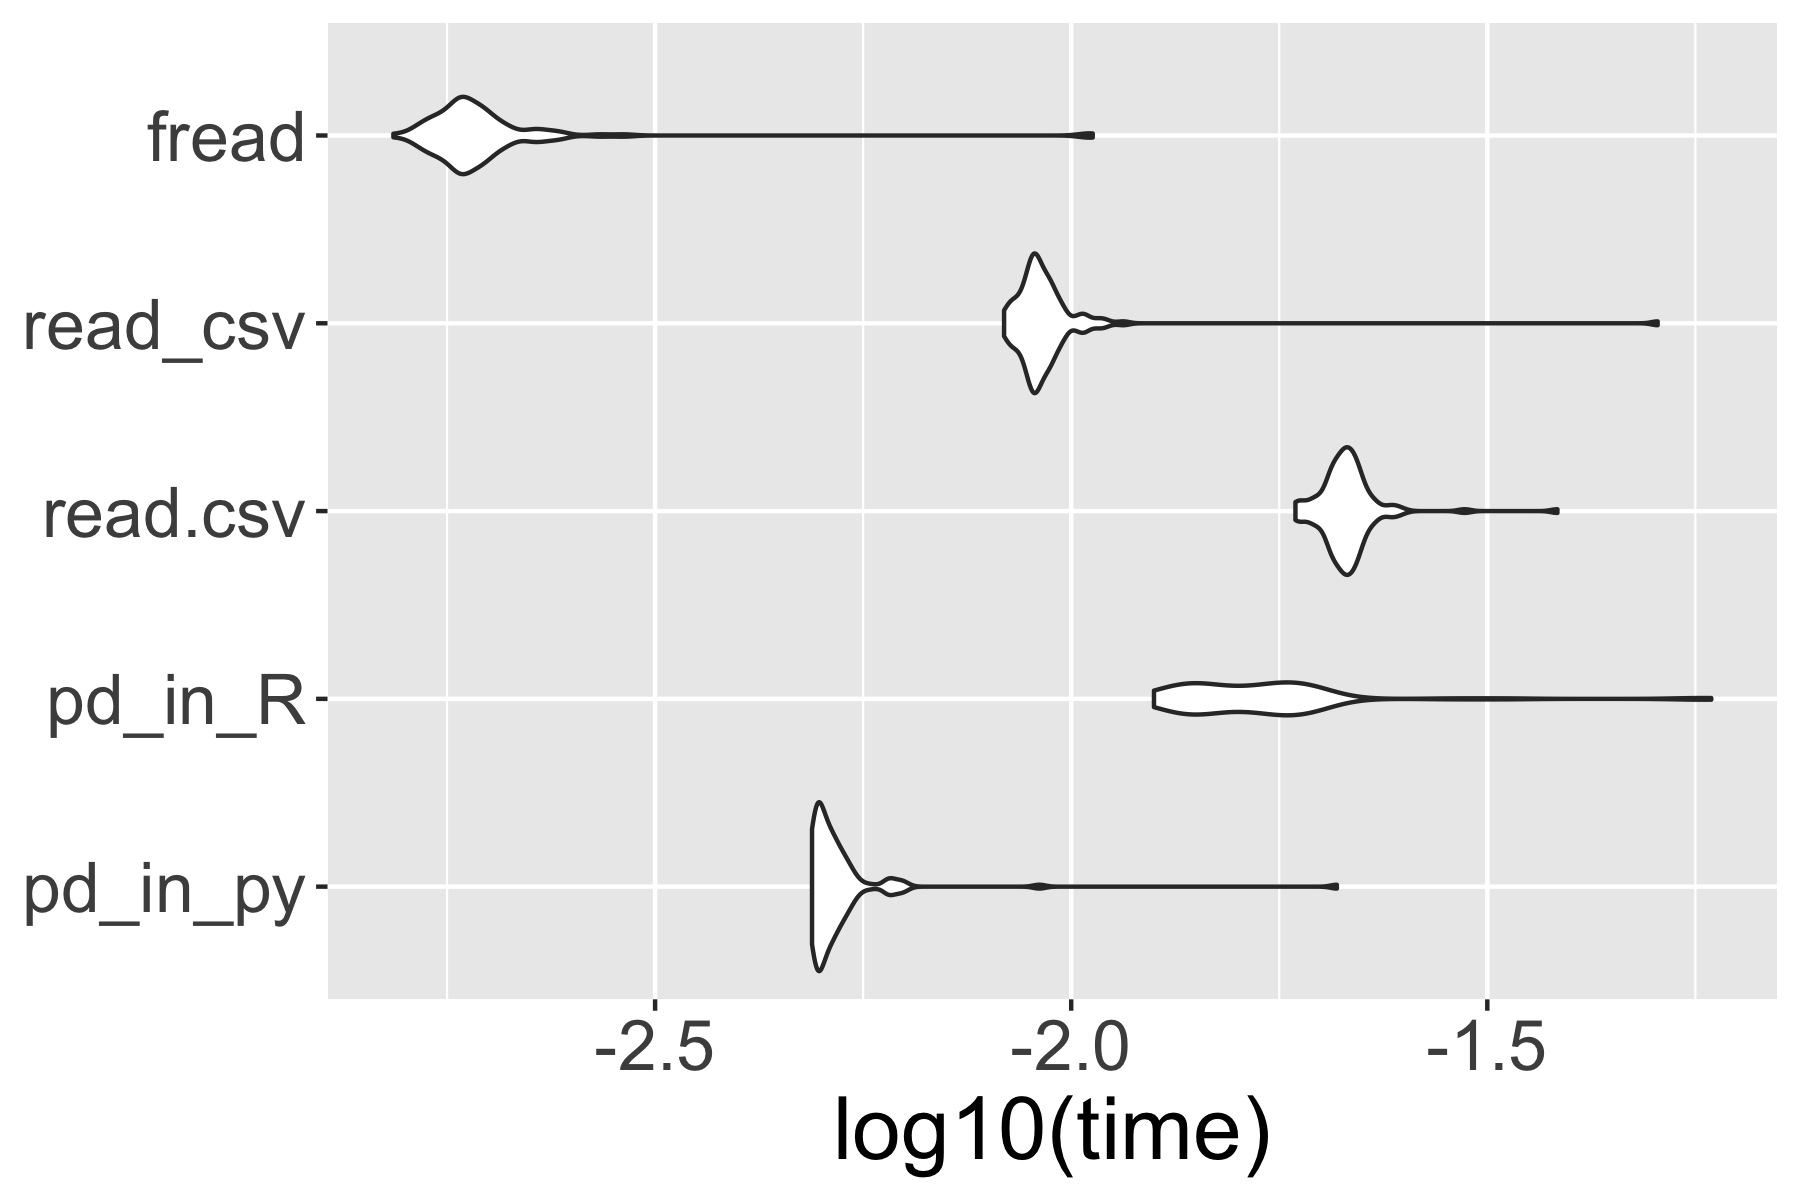 fread
read_csv
read.csv
pd_in_R
pd_in_py
-2.5 -2.0 -1.5
log10(time)